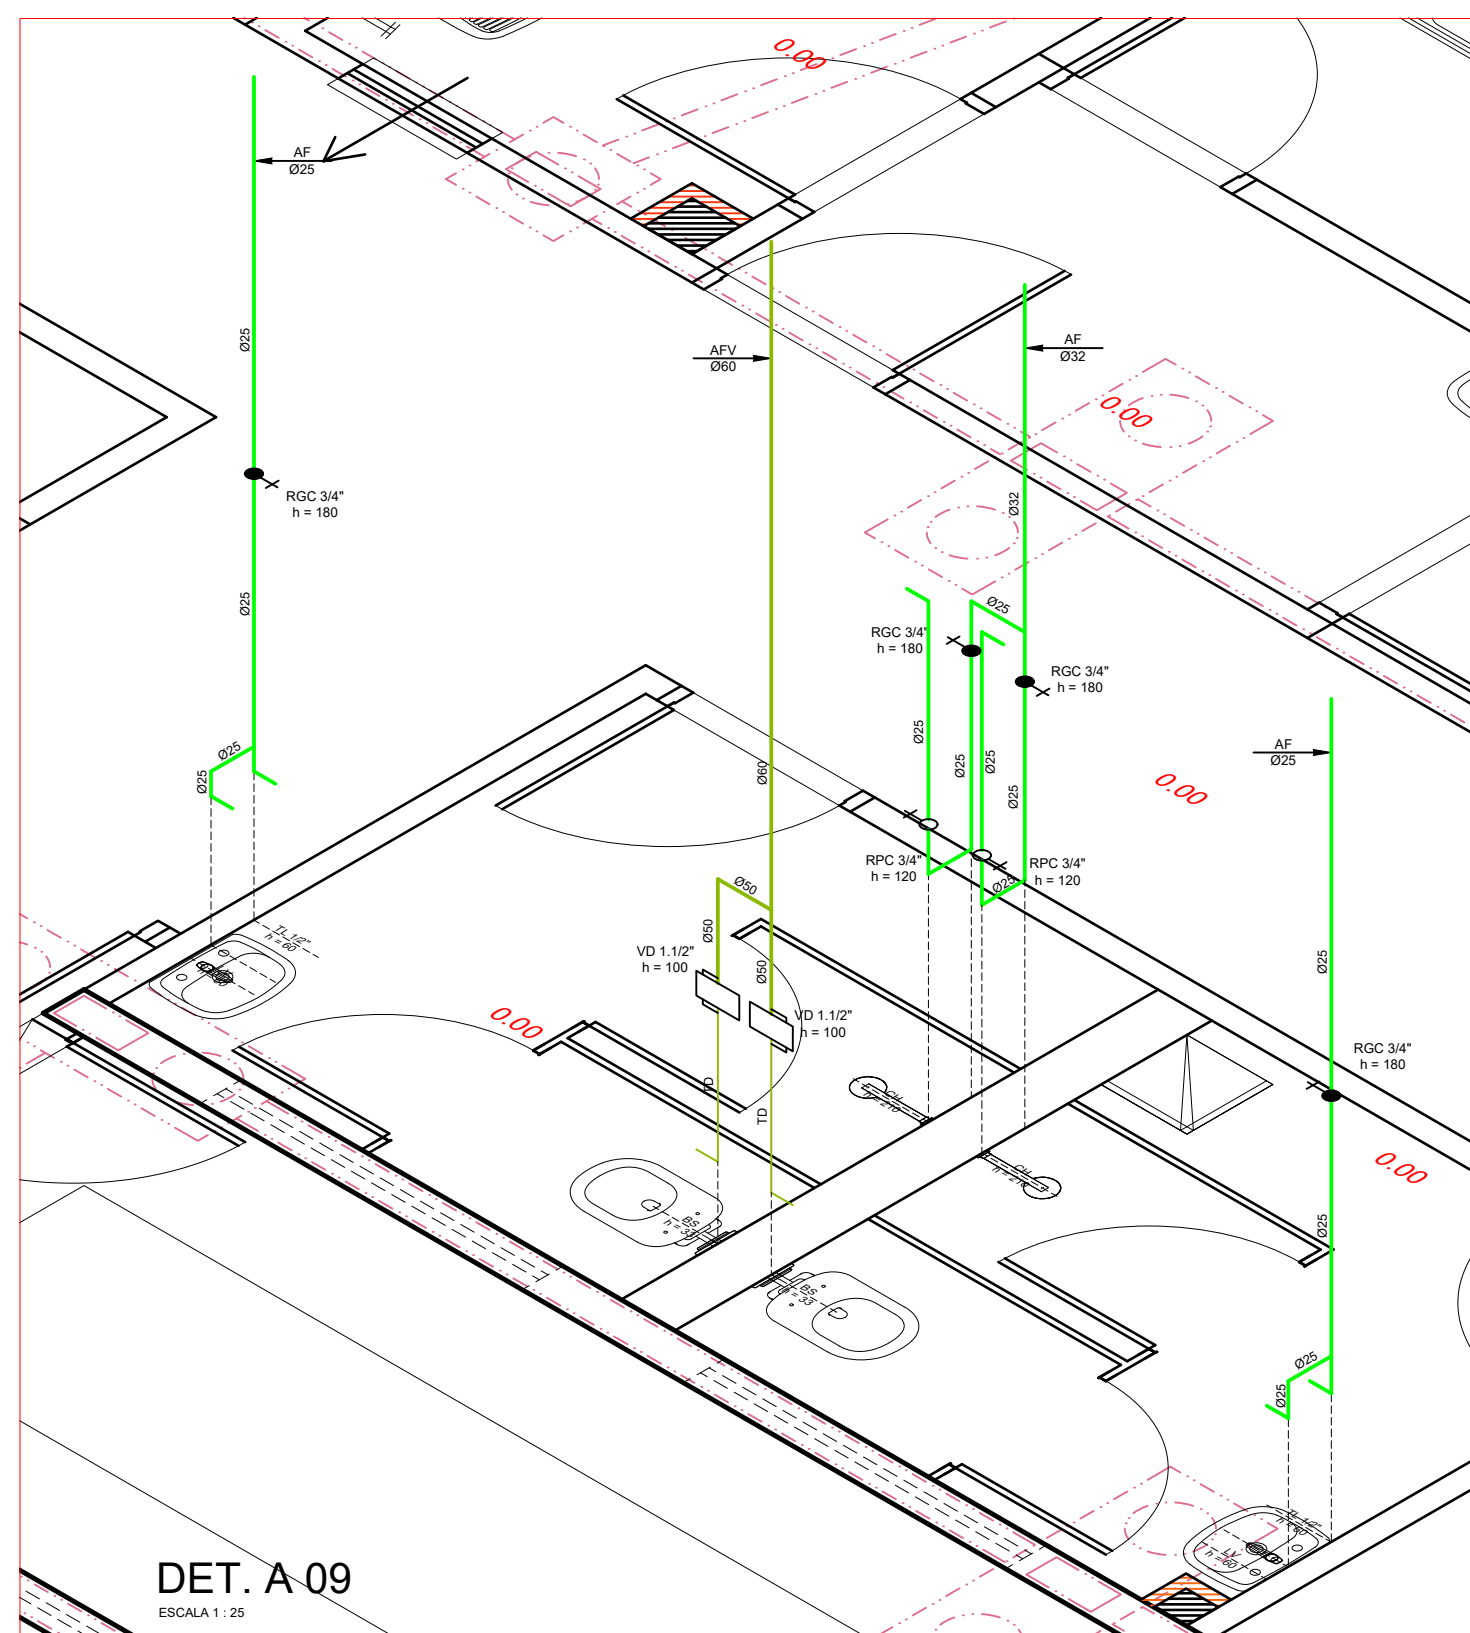 0.00
AF
Ø25
Ø25
AFV
Ø60
AF
Ø32
0.00
RGC 3/4"
h = 180
Ø32
Ø25
Ø25
RGC 3/4"
h = 180
RGC 3/4"
h = 180
Ø25
Ø25
Ø25
Ø25
Ø25
Ø25
Ø60
AF
Ø25
0.00
RPC 3/4"
h = 120
RPC 3/4"
h = 120
Ø25
Ø50
Ø50
Ø50
TL 1/2"
h = 60
VD 1.1/2"
h = 100
VD 1.1/2"
h = 100
Ø25
0.00
TD
TD
CH
h = 210
RGC 3/4"
h = 180
0.00
CH
h = 210
BS
h = 33
Ø25
BS
h = 33
Ø25
Ø25
TL 1/2"
h = 60
LV
h = 60
DET. A 09
ESCALA 1 : 25